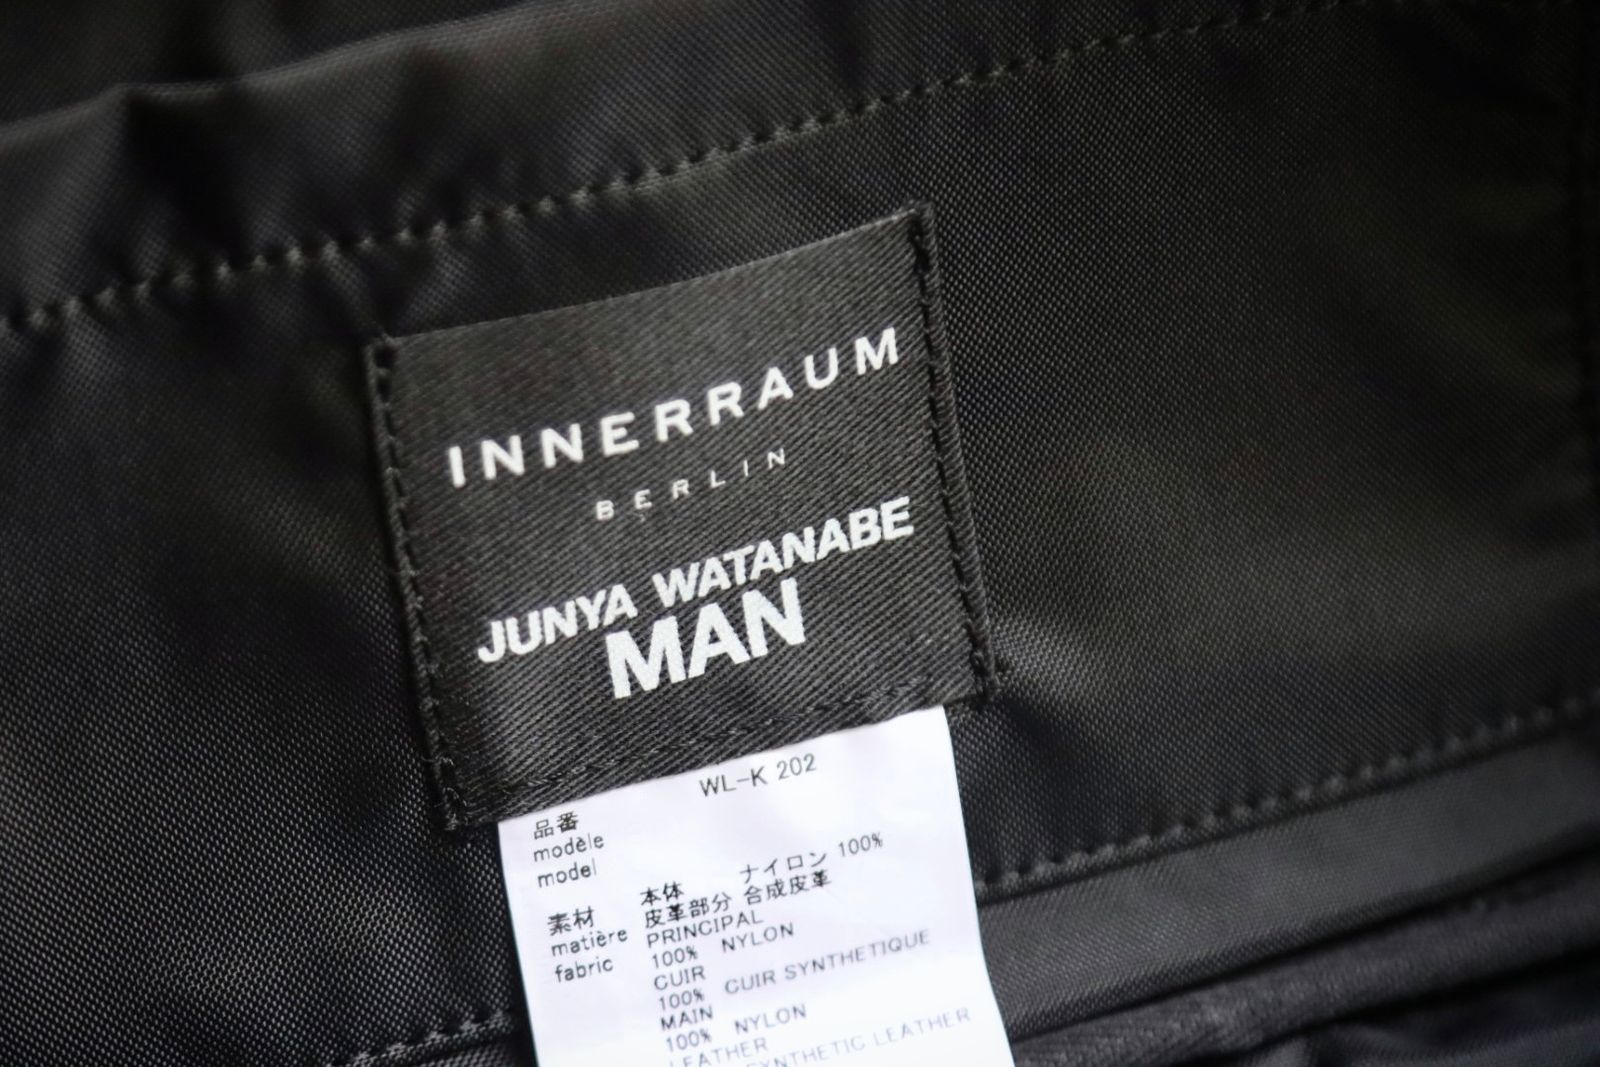 INNERRAUM
BERLIN
JUNYA WATANABE
MAN
WL-K 202
品番
modèle
model
素材
matière
fabric
本体 ナイロン 100%
皮革部分 合成皮革
PRINCIPAL
100% NYLON
CUIR
100% CUIR SYNTHETIQUE
MAIN
100% NYLON
LEATHER
SYNTHETIC LEATHER